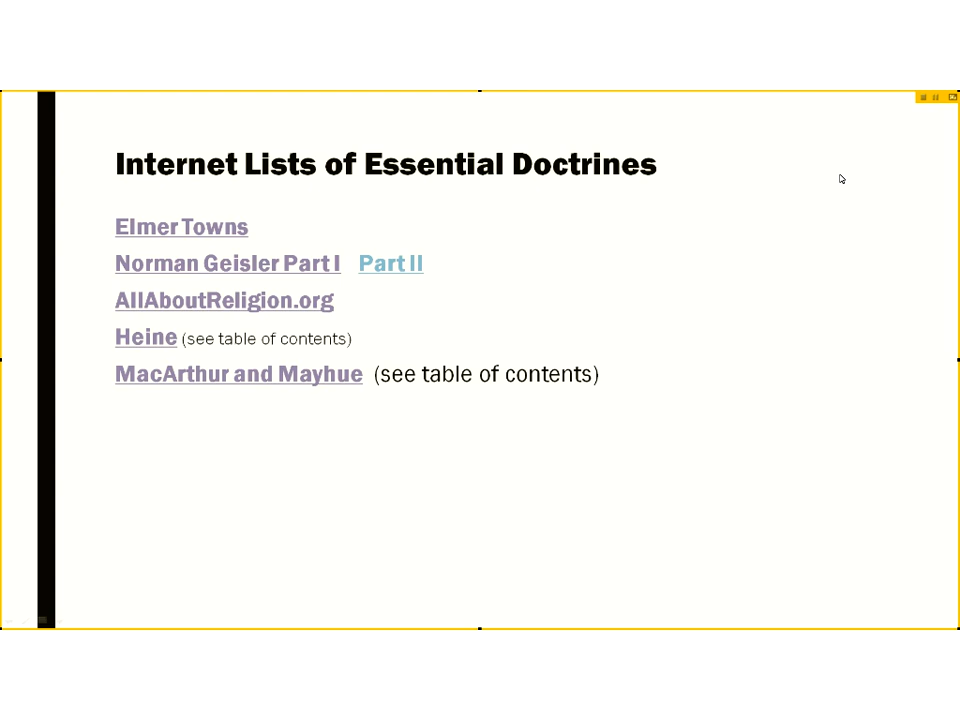 Internet Lists of Essential Doctrines
Elmer Towns
Norman Geisler Part I Part II
AllAboutReligion.org
Heine (see table of contents)
MacArthur and Mayhue (see table of contents)